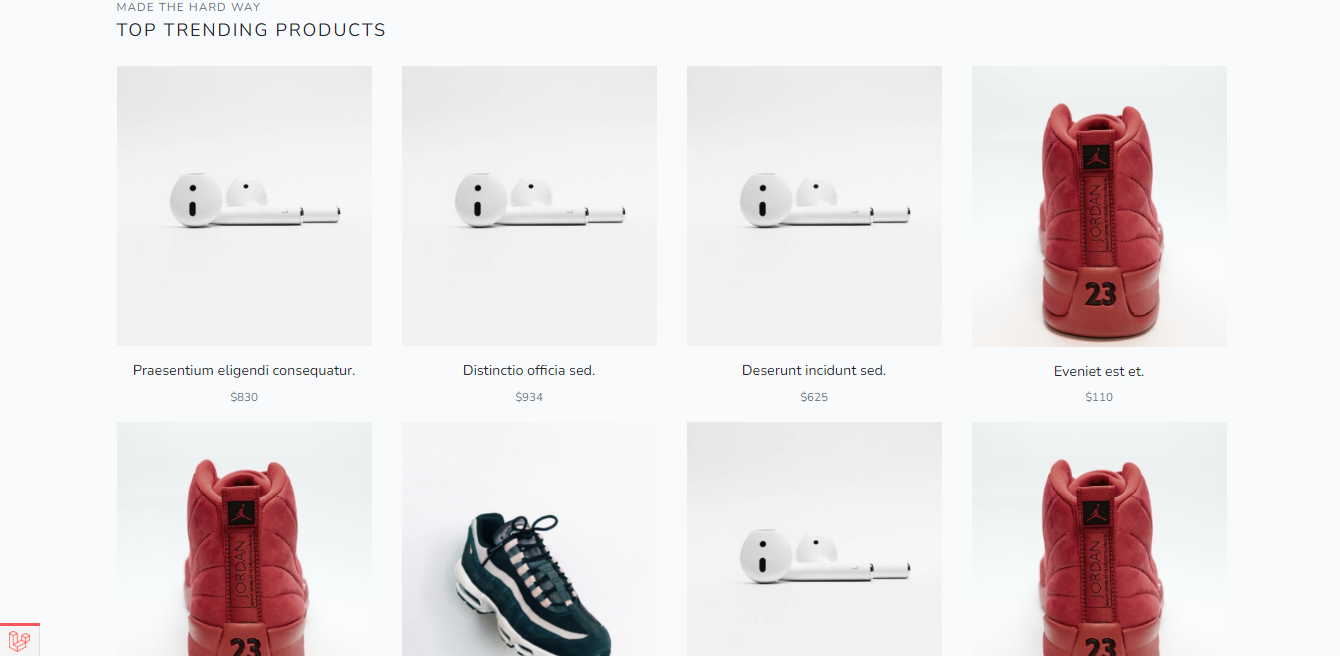 MADE THE HARD WAY
TOP TRENDING PRODUCTS
JORDAN
23
Praesentium eligendi consequatur.
Distinctio officia sed.
Deserunt incidunt sed.
Eveniet est et.
$830
$934
$625
$110
JORDAN
23
JORDAN
23